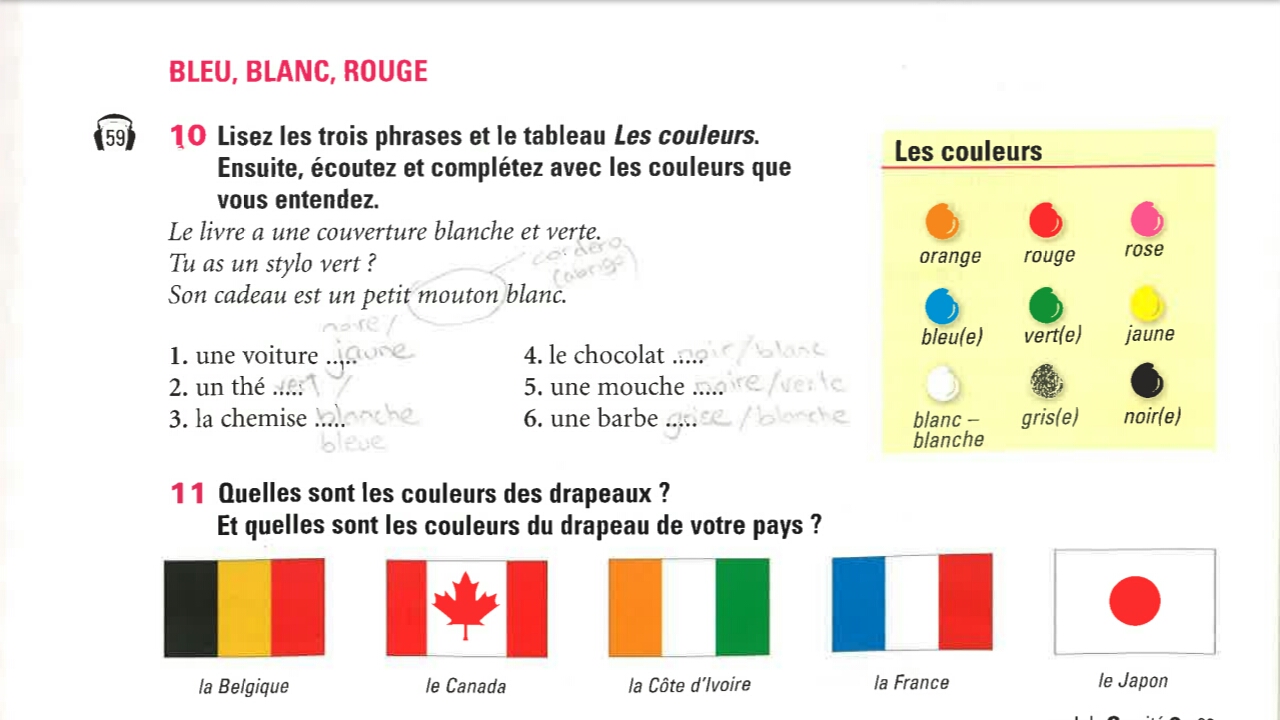 BLEU, BLANC, ROUGE
59
10 Lisez les trois phrases et le tableau Les couleurs.
Ensuite, écoutez et complétez avec les couleurs que
vous entendez.
Le livre a une couverture blanche et verte.
Tu as un stylo vert ?
Son cadeau est un petit mouton blanc.
cordero
noire /
1. une voiture ..... jaune
2. un thé ..... vert /
3. la chemise ..... blanche
bleue
4. le chocolat ..... noir / blanc
5. une mouche ..... noire / verte
6. une barbe ..... grise / blanche
Les couleurs
orange rouge rose
bleu(e) vert(e) jaune
blanc – gris(e) noir(e)
blanche
11 Quelles sont les couleurs des drapeaux ?
Et quelles sont les couleurs du drapeau de votre pays ?
la Belgique le Canada la Côte d'Ivoire la France le Japon